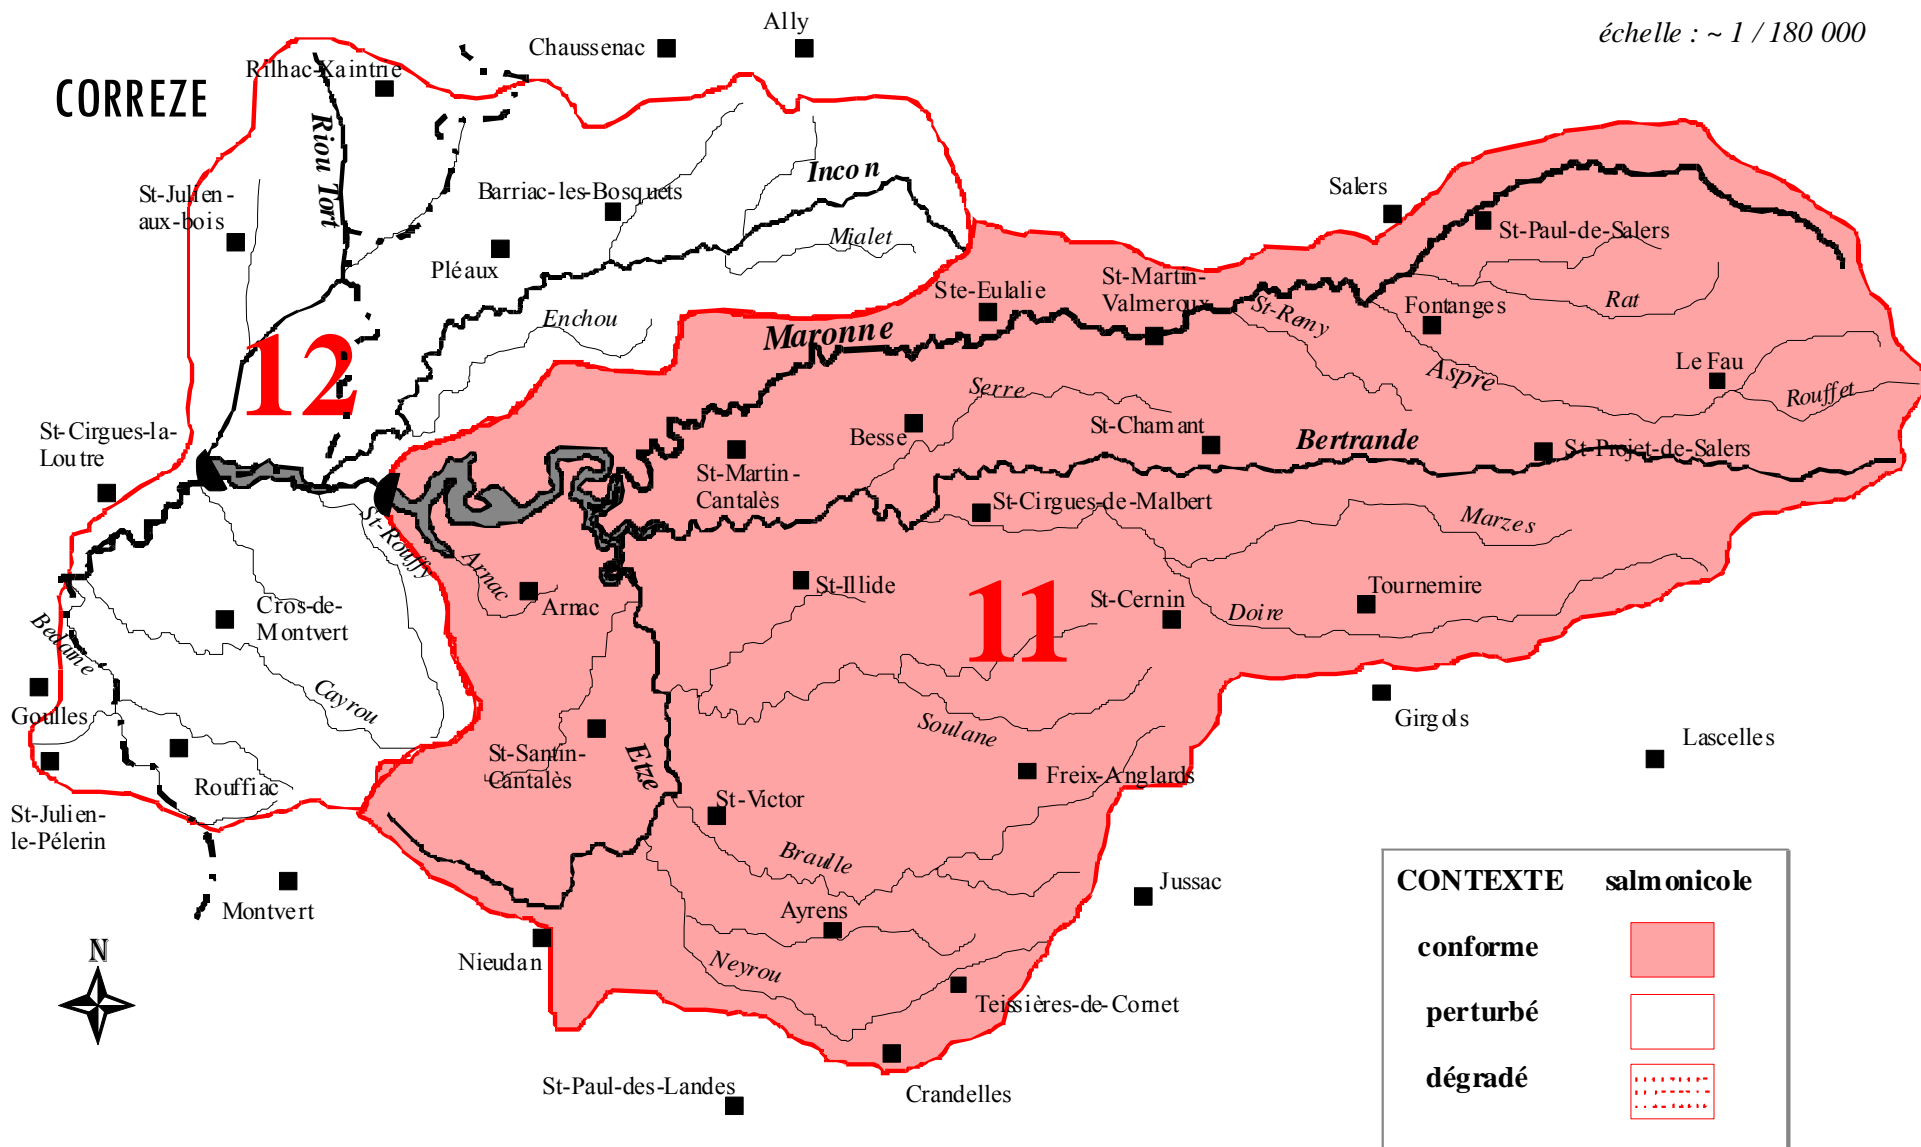 échelle : ~ 1 / 180 000
Ally
Chaussenac
Rilhac-Xaintrie
CORREZE
Riou Tort
Incon
St-Julien-
aux-bois
Barriac-les-Bosquets
Salers
St-Paul-de-Salers
Mialet
Pléaux
St-Martin-
Valmeroux
Ste-Eulalie
St-Remy
Fontanges
Rat
Enchou
Maronne
12
Le Fau
Aspre
Rouffet
Serre
St-Cirgues-la-
Loutre
Besse
St-Chamant
Bertrande
St-Projet-de-Salers
St-Martin-
Cantalès
St-Cirgues-de-Malbert
Marzes
St-Rouffy
Arnac
Arnac
St-Illide
11
St-Cernin
Tournemire
Doire
Cros-de-
Montvert
Bedaine
Cayrou
Goulles
Soulane
Girgols
Lascelles
St-Santin-
Cantalès
Etze
Freix-Anglards
Rouffiac
St-Victor
St-Julien-
le-Pélerin
Braulle
Jussac
Montvert
Ayrens
Nieudan
Neyrou
Teissières-de-Cornet
N
St-Paul-des-Landes
Crandelles
CONTEXTE salmonicole
conforme
perturbé
dégradé